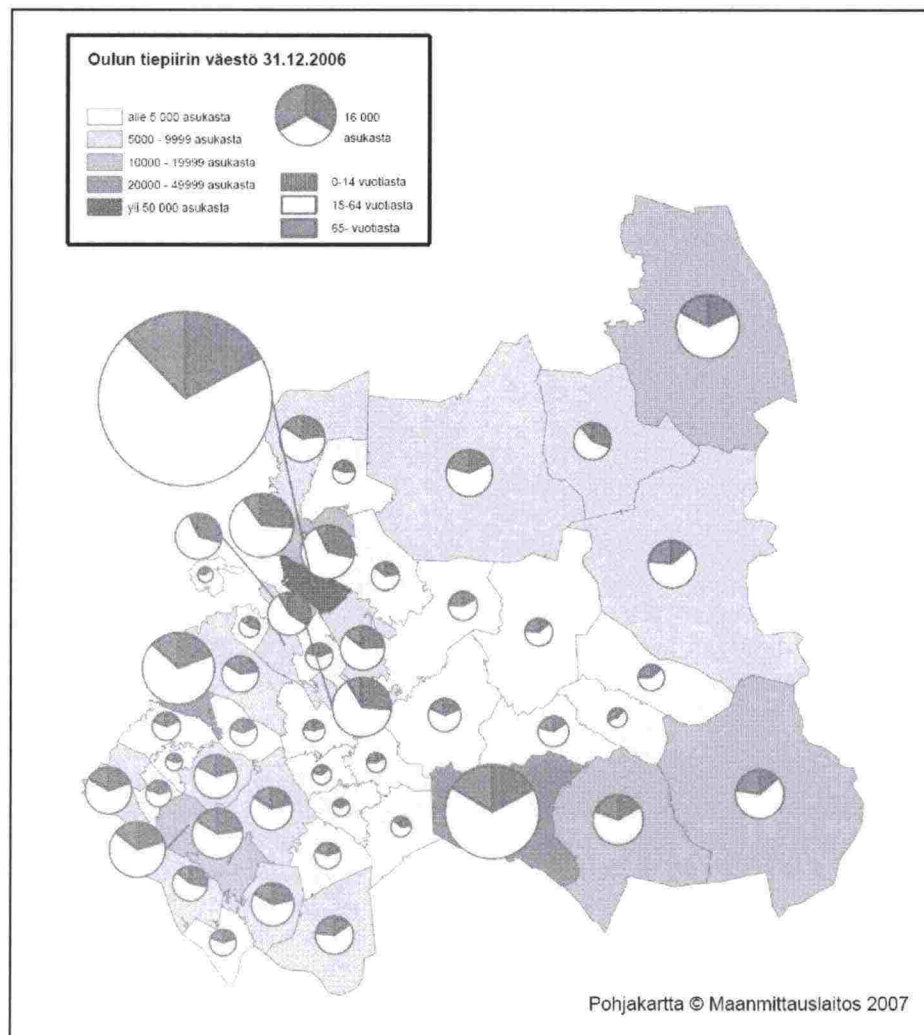 Oulun tiepiirin väestö 31.12.2006
alle 5 000 asukasta
5000 - 9999 asukasta
10000 - 19999 asukasta
20000 - 49999 asukasta
yli 50 000 asukasta
16 000
asukasta
0-14 vuotiasta
15-64 vuotiasta
65- vuotiasta
Pohjakartta © Maanmittauslaitos 2007